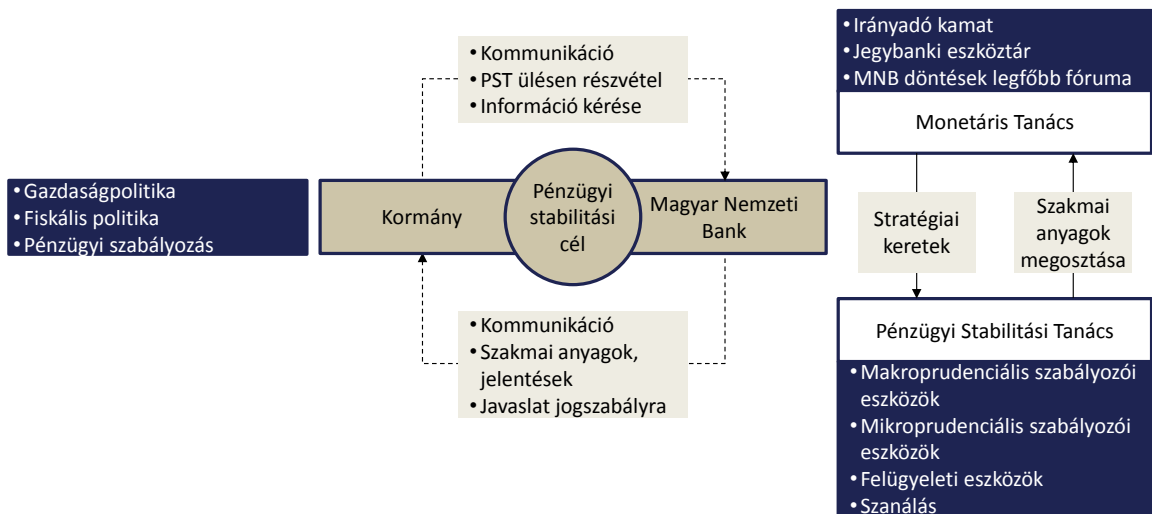 • Gazdaságpolitika
• Fiskális politika
• Pénzügyi szabályozás
• Kommunikáció
• PST ülésen részvétel
• Információ kérése
Kormány
Pénzügyi
stabilitási
cél
Magyar Nemzeti
Bank
• Kommunikáció
• Szakmai anyagok,
jelentések
• Javaslat jogszabályra
• Irányadó kamat
• Jegybanki eszköztár
• MNB döntések legfőbb fóruma
Monetáris Tanács
Stratégiai
keretek
Szakmai
anyagok
megosztása
Pénzügyi Stabilitási Tanács
• Makroprudenciális szabályozói
eszközök
• Mikroprudenciális szabályozói
eszközök
• Felügyeleti eszközök
• Szanálás